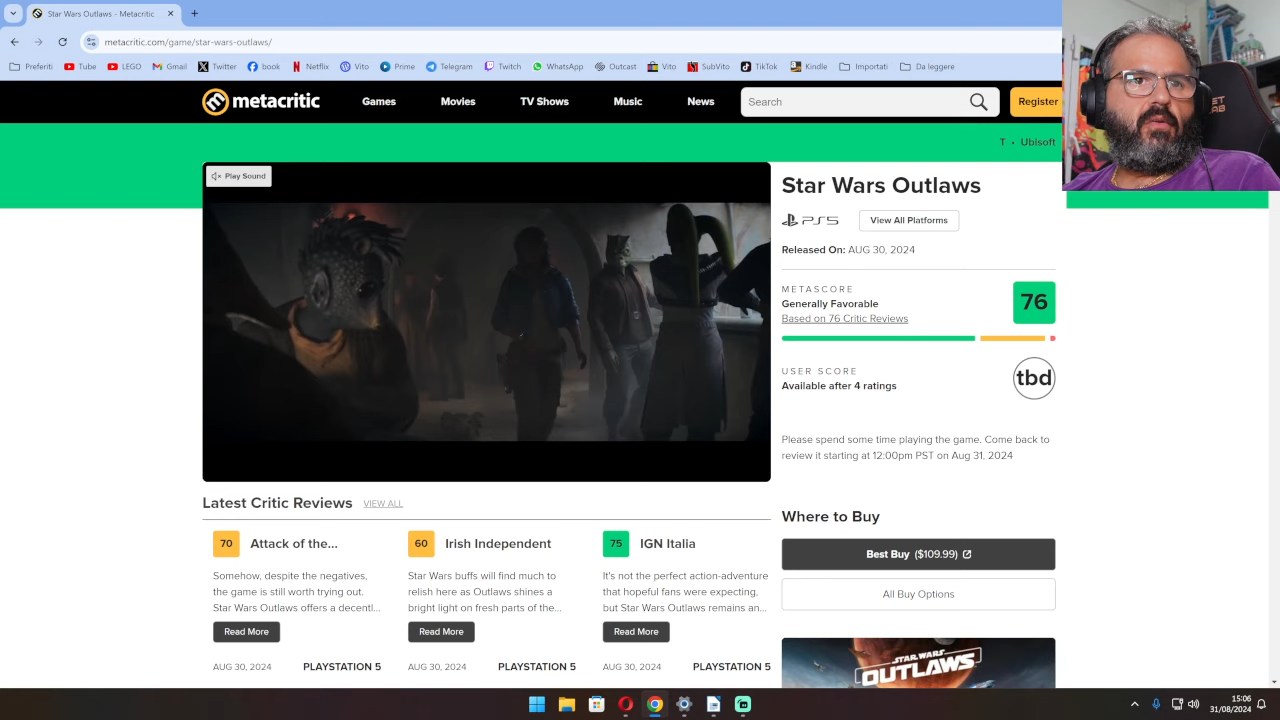 Star Wars Outlaws Reviews - M
metacritic.com/game/star-wars-outlaws/
Preferiti
Tube
LEGO
Gmail
Twitter
book
Netflix
Vito
Prime
Telegram
Twitch
WhatsApp
Outcast
Vito
SubVito
TikTok
Kindle
Importati
Da leggere
metacritic
Games
Movies
TV Shows
Music
News
Search
Register
T • Ubisoft
Play Sound
Star Wars Outlaws
PS5
View All Platforms
Released On: AUG 30, 2024
METASCORE
Generally Favorable
Based on 76 Critic Reviews
76
USER SCORE
Available after 4 ratings
tbd
Please spend some time playing the game. Come back to
review it starting at 12:00pm PST on Aug 31, 2024
Latest Critic Reviews VIEW ALL
70 Attack of the...
Somehow, despite the negatives,
the game is still worth trying out.
Star Wars Outlaws offers a decentl...
Read More
AUG 30, 2024 PLAYSTATION 5
60 Irish Independent
Star Wars buffs will find much to
relish here as Outlaws shines a
bright light on fresh parts of the...
Read More
AUG 30, 2024 PLAYSTATION 5
75 IGN Italia
It's not the perfect action-adventure
that hopeful fans were expecting,
but Star Wars Outlaws remains an...
Read More
AUG 30, 2024 PLAYSTATION 5
Where to Buy
Best Buy ($109.99)
All Buy Options
STAR WARS
OUTLAWS
15:06
31/08/2024